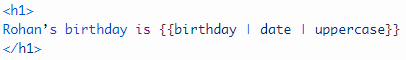 <h1>
Rohan’s birthday is {{birthday | date | uppercase}}
</h1>